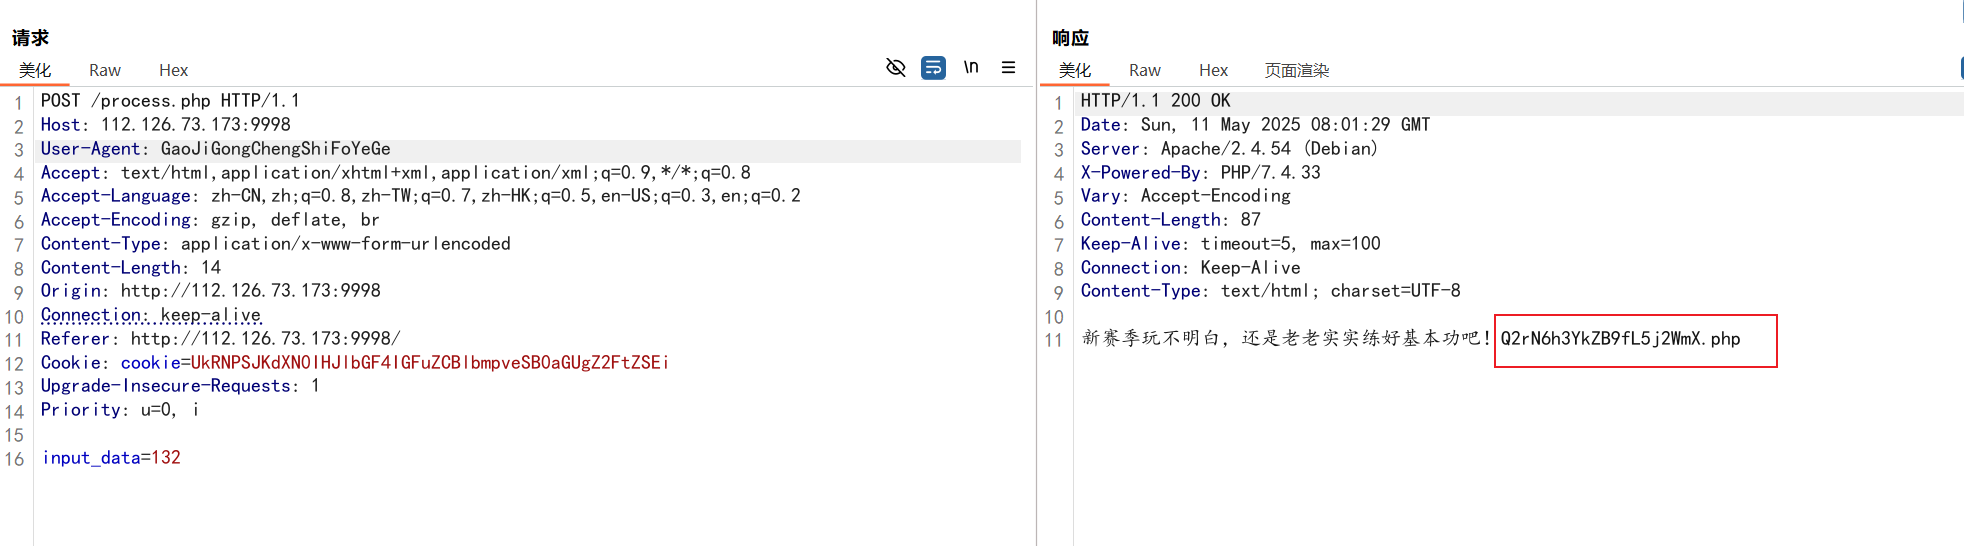 请求
美化 Raw Hex
\n
1 POST /process.php HTTP/1.1
2 Host: 112.126.73.173:9998
3 User-Agent: GaoJiGongChengShiFoYeGe
4 Accept: text/html,application/xhtml+xml,application/xml;q=0.9,*/*;q=0.8
5 Accept-Language: zh-CN,zh;q=0.8,zh-TW;q=0.7,zh-HK;q=0.5,en-US;q=0.3,en;q=0.2
6 Accept-Encoding: gzip, deflate, br
7 Content-Type: application/x-www-form-urlencoded
8 Content-Length: 14
9 Origin: http://112.126.73.173:9998
10 Connection: keep-alive
11 Referer: http://112.126.73.173:9998/
12 Cookie: cookie=UkRNPSJKdXN0IHJlbGF4IGFuZCBlbmpveSB0aGUgZ2FtZSEi
13 Upgrade-Insecure-Requests: 1
14 Priority: u=0, i
15
16 input_data=132
响应
美化 Raw Hex 页面渲染
1 HTTP/1.1 200 OK
2 Date: Sun, 11 May 2025 08:01:29 GMT
3 Server: Apache/2.4.54 (Debian)
4 X-Powered-By: PHP/7.4.33
5 Vary: Accept-Encoding
6 Content-Length: 87
7 Keep-Alive: timeout=5, max=100
8 Connection: Keep-Alive
9 Content-Type: text/html; charset=UTF-8
10
11 新赛季玩不明白，还是老老实实练好基本功吧！Q2rN6h3YkZB9fL5j2WmX.php